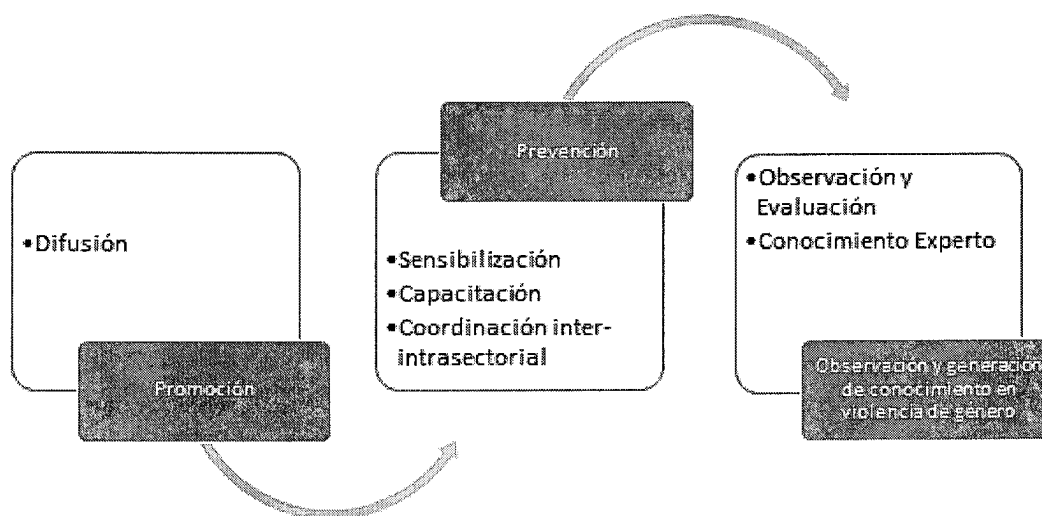 •Difusión
Promoción
Prevención
•Sensibilización
•Capacitación
•Coordinación inter-
intrasectorial
•Observación y
Evaluación
•Conocimiento Experto
Observación y generación
de conocimiento en
violencia de género